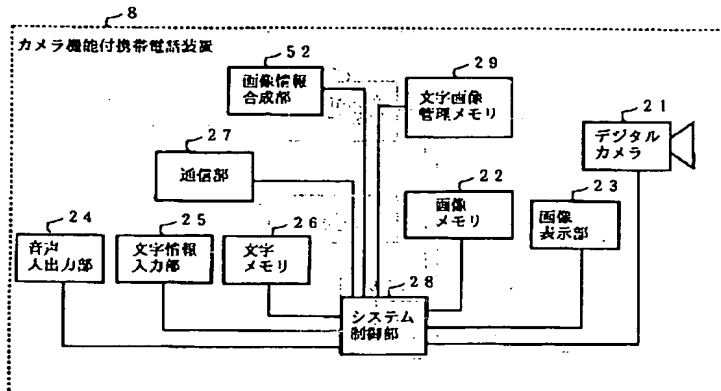 8
カメラ機能付携帯電話装置
52
画像情報
合成部
29
文字画像
管理メモリ
21
デジタル
カメラ
27
通信部
22
画像
メモリ
23
画像
表示部
24
音声
入出力部
25
文字情報
入力部
26
文字
メモリ
28
システム
制御部